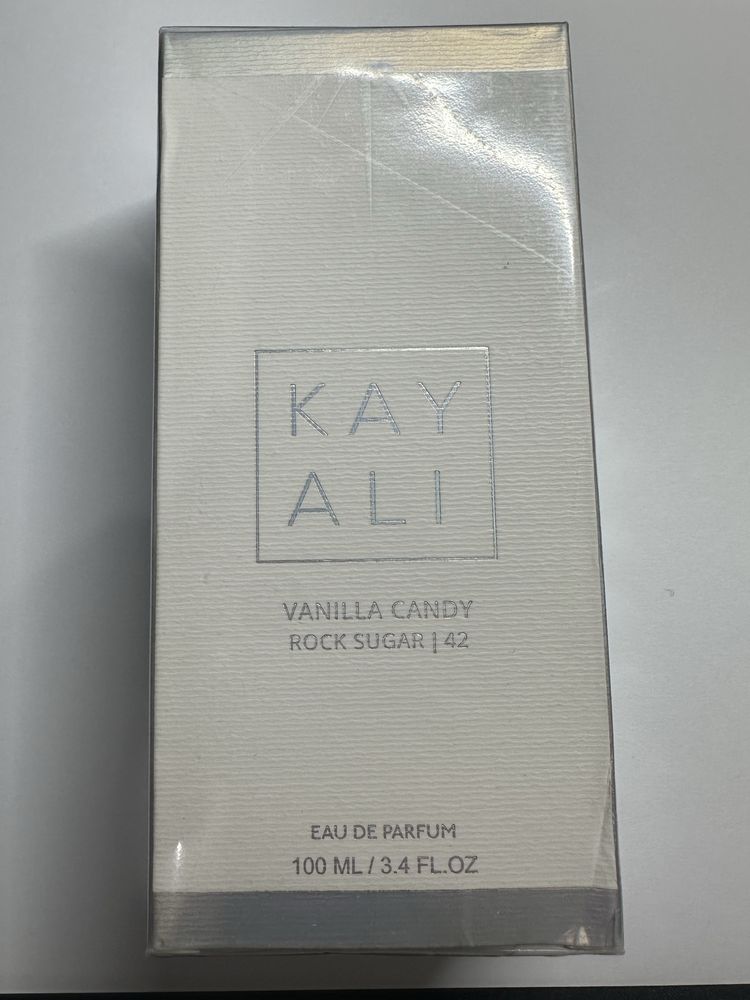 KAY
ALI
VANILLA CANDY
ROCK SUGAR | 42
EAU DE PARFUM
100 ML / 3.4 FL.OZ